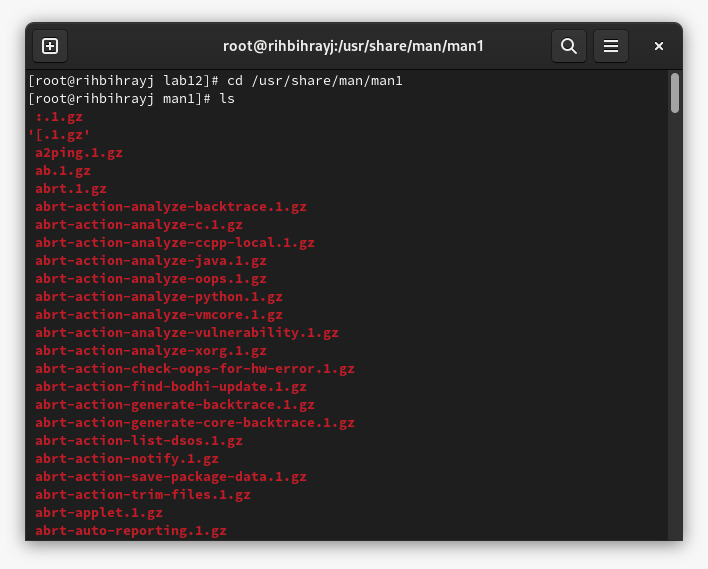 root@rihbihrayj:/usr/share/man/man1
[root@rihbihrayj lab12]# cd /usr/share/man/man1
[root@rihbihrayj man1]# ls
:.1.gz
'[.1.gz'
a2ping.1.gz
ab.1.gz
abrt.1.gz
abrt-action-analyze-backtrace.1.gz
abrt-action-analyze-c.1.gz
abrt-action-analyze-ccpp-local.1.gz
abrt-action-analyze-java.1.gz
abrt-action-analyze-oops.1.gz
abrt-action-analyze-python.1.gz
abrt-action-analyze-vmcore.1.gz
abrt-action-analyze-vulnerability.1.gz
abrt-action-analyze-xorg.1.gz
abrt-action-check-oops-for-hw-error.1.gz
abrt-action-find-bodhi-update.1.gz
abrt-action-generate-backtrace.1.gz
abrt-action-generate-core-backtrace.1.gz
abrt-action-list-dsos.1.gz
abrt-action-notify.1.gz
abrt-action-save-package-data.1.gz
abrt-action-trim-files.1.gz
abrt-applet.1.gz
abrt-auto-reporting.1.gz